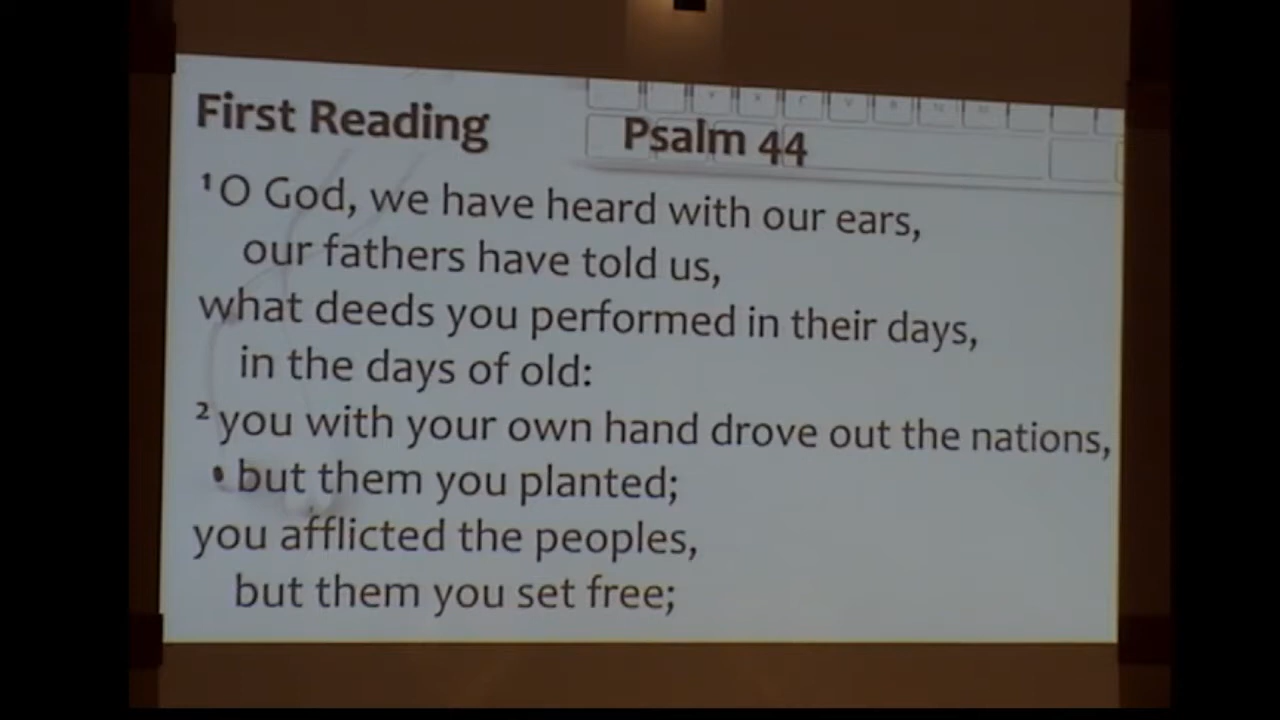 First Reading Psalm 44
¹O God, we have heard with our ears,
our fathers have told us,
what deeds you performed in their days,
in the days of old:
²you with your own hand drove out the nations,
but them you planted;
you afflicted the peoples,
but them you set free;